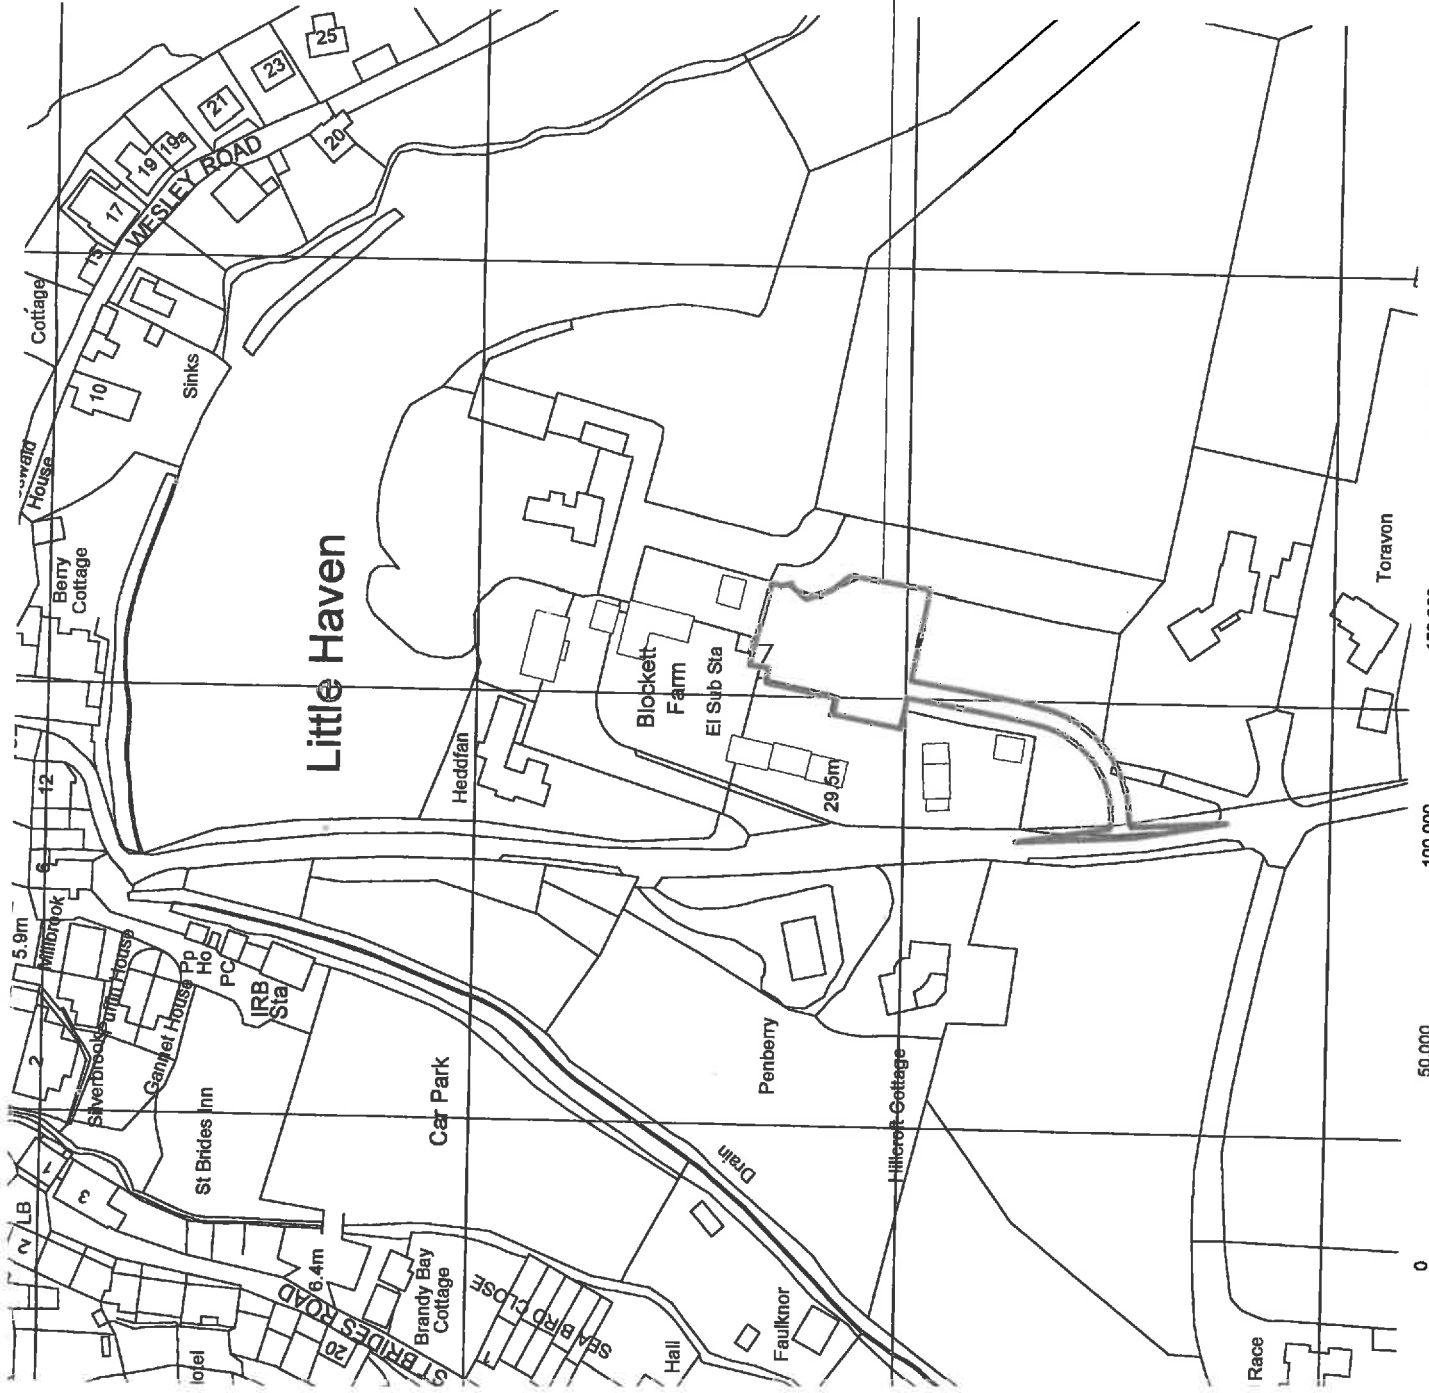 25
23
21
19a
19
17
15
20
WESLEY ROAD
Cottage
10
Sinks
House
Berry
Cottage
Little Haven
Blockett
Farm
El Sub Sta
Heddfan
29.5m
Toravon
12
6
5.9m
Millbrook
Puffin House
Pp
Ho
PC
IRB
Sta
Gannet House
Silverbrook
2
St Brides Inn
Car Park
Penberry
Hillcroft Cottage
Drain
1
3
LB
2
6.4m
ST BRIDES ROAD
20
Brandy Bay
Cottage
SEA BIRD CLOSE
1
Hall
Faulknor
Race
0
50.000
100.000